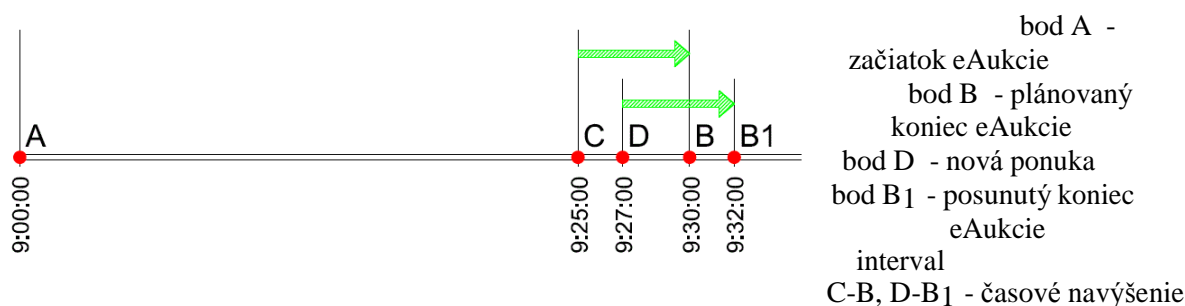 A
C
D
B
B1
9:00:00
9:25:00
9:27:00
9:30:00
9:32:00
bod A -
začiatok eAukcie
bod B - plánovaný
koniec eAukcie
bod D - nová ponuka
bod B1 - posunutý koniec
eAukcie
interval
C-B, D-B1 - časové navýšenie